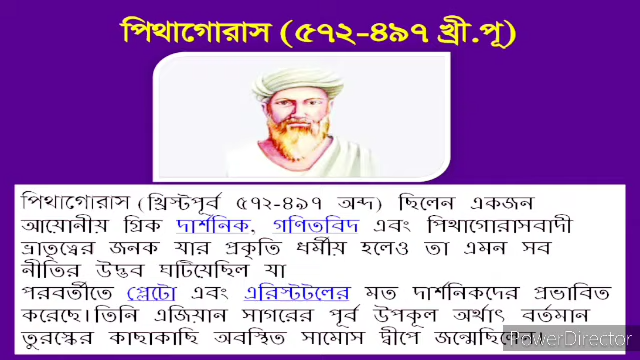 পিথাগোরাস (৫৭২-৪৯৭ খ্রী.পূ)
পিথাগোরাস (খ্রিস্টপূর্ব ৫৭২-৪৯৭ অব্দ) ছিলেন একজন
আয়োনীয় গ্রিক দার্শনিক, গণিতবিদ এবং পিথাগোরাসবাদী
ভ্রাতৃত্বের জনক যার প্রকৃতি ধর্মীয় হলেও তা এমন সব
নীতির উদ্ভব ঘটিয়েছিল যা
পরবর্তীতে প্লেটো এবং এরিস্টটলের মত দার্শনিকদের প্রভাবিত
করেছে। তিনি এজিয়ান সাগরের পূর্ব উপকূল অর্থাৎ বর্তমান
তুরস্কের কাছাকাছি অবস্থিত সামোস দ্বীপে জন্মেছিলেন।
PowerDirector